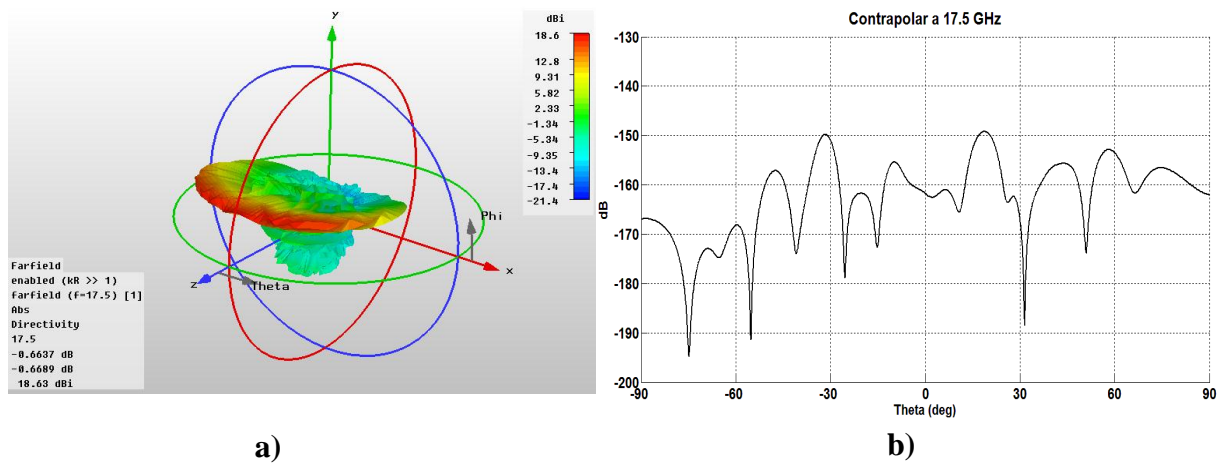 y
dBi
18.6
12.8
9.31
5.82
2.33
-1.34
-5.34
-9.35
-13.4
-17.4
-21.4
Phi
x
z
Theta
Farfield
enabled (kR >> 1)
farfield (f=17.5) [1]
Abs
Directivity
17.5
-0.6637 dB
-0.6689 dB
18.63 dBi
a)
Contrapolar a 17.5 GHz
-130
-140
-150
-160
-170
-180
-190
-200
dB
-90
-60
-30
0
30
60
90
Theta (deg)
b)